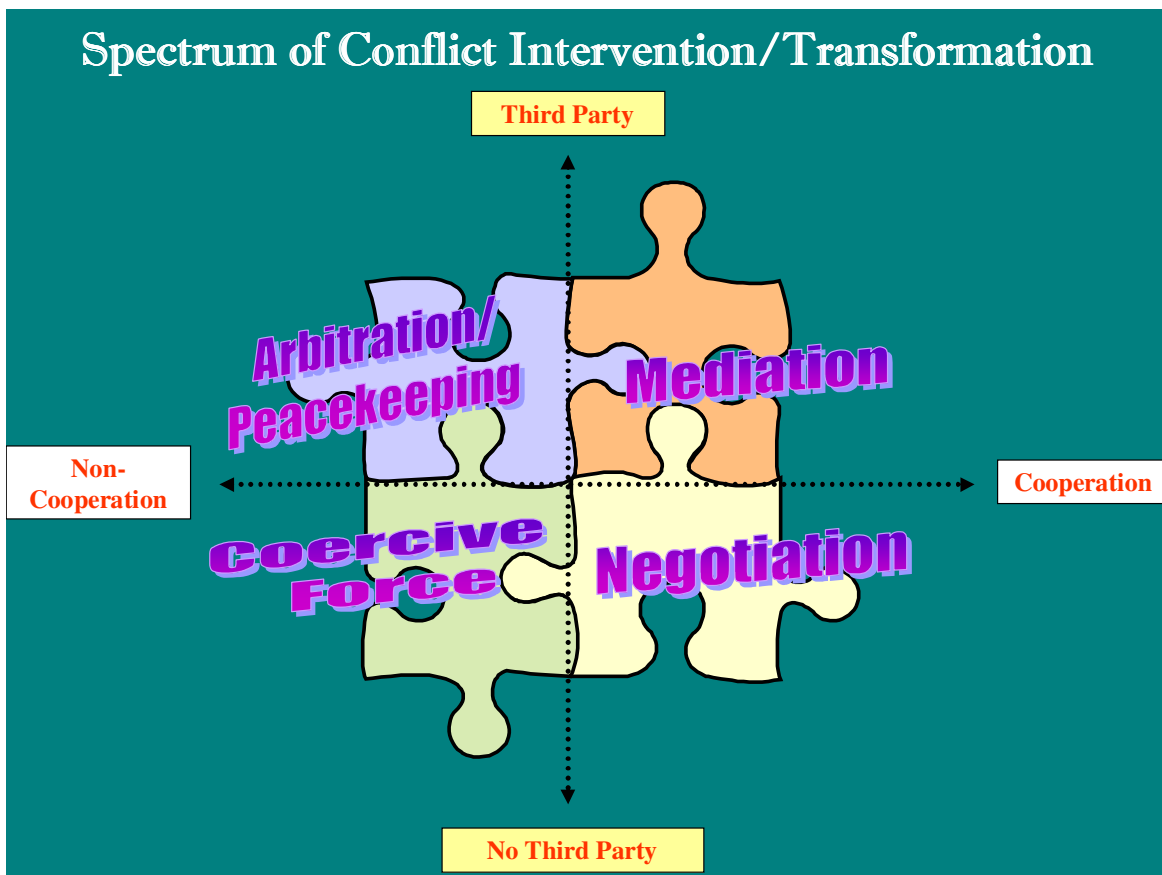 Spectrum of Conflict Intervention/Transformation
Third Party
Arbitration/
Peacekeeping
Mediation
Non-
Cooperation
Cooperation
Coercive
Force
Negotiation
No Third Party